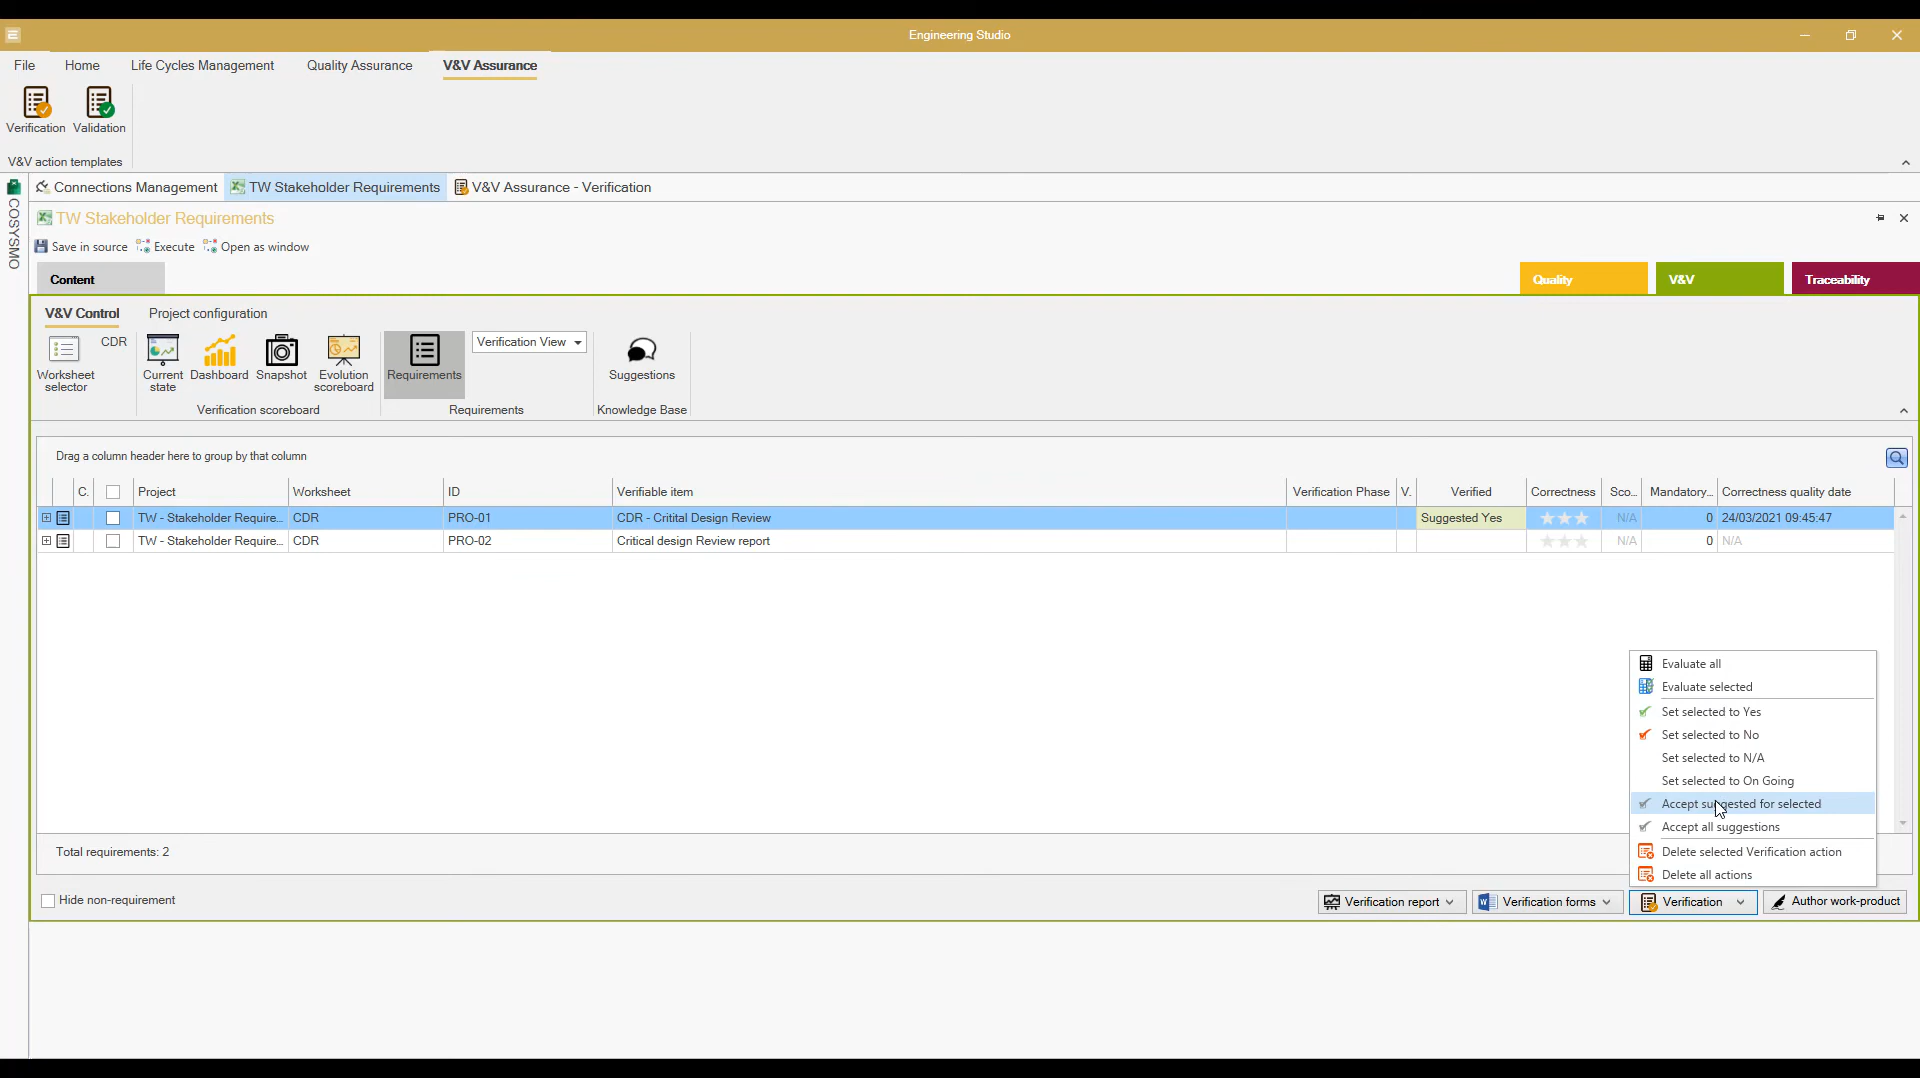 Engineering Studio
File Home Life Cycles Management Quality Assurance V&V Assurance
Verification Validation
V&V action templates
COSYSMO
Connections Management TW Stakeholder Requirements V&V Assurance - Verification
TW Stakeholder Requirements
Save in source Execute Open as window
Content Quality V&V Traceability
V&V Control Project configuration
Worksheet selector CDR Current state Dashboard Snapshot Evolution scoreboard Requirements Verification View Suggestions
Verification scoreboard Requirements Knowledge Base
Drag a column header here to group by that column
C. Project Worksheet ID Verifiable item Verification Phase V. Verified Correctness Sco... Mandatory... Correctness quality date
TW - Stakeholder Require... CDR PRO-01 CDR - Critital Design Review Suggested Yes N/A 0 24/03/2021 09:45:47
TW - Stakeholder Require... CDR PRO-02 Critical design Review report N/A 0 N/A
Evaluate all
Evaluate selected
Set selected to Yes
Set selected to No
Set selected to N/A
Set selected to On Going
Accept suggested for selected
Accept all suggestions
Delete selected Verification action
Delete all actions
Total requirements: 2
Hide non-requirement Verification report Verification forms Verification Author work-product